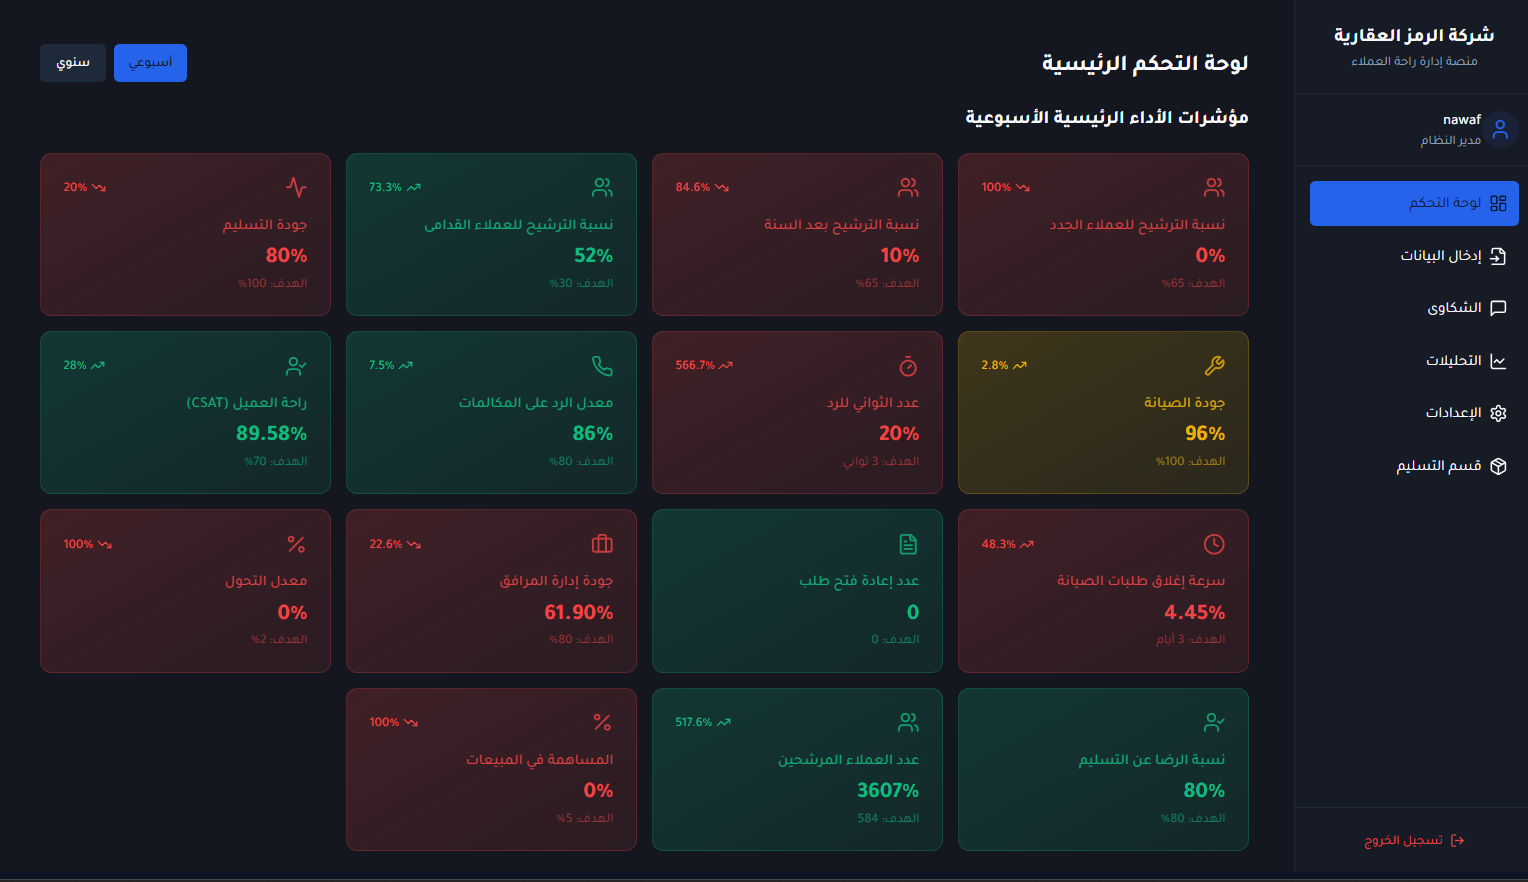 شركة الرمز العقارية
منصة إدارة راحة العملاء
nawaf
مدير النظام
لوحة التحكم
إدخال البيانات
الشكاوى
التحليلات
الإعدادات
قسم التسليم
تسجيل الخروج
لوحة التحكم الرئيسية
أسبوعي
سنوي
مؤشرات الأداء الرئيسية الأسبوعية
100%
نسبة الترشيح للعملاء الجدد
0%
الهدف: 65%
84.6%
نسبة الترشيح بعد السنة
10%
الهدف: 65%
73.3%
نسبة الترشيح للعملاء القدامى
52%
الهدف: 30%
20%
جودة التسليم
80%
الهدف: 100%
2.8%
جودة الصيانة
96%
الهدف: 100%
566.7%
عدد الثواني للرد
20%
الهدف: 3 ثواني
7.5%
معدل الرد على المكالمات
86%
الهدف: 80%
28%
راحة العميل (CSAT)
89.58%
الهدف: 70%
48.3%
سرعة إغلاق طلبات الصيانة
4.45%
الهدف: 3 أيام
عدد إعادة فتح طلب
0
الهدف: 0
22.6%
جودة إدارة المرافق
61.90%
الهدف: 80%
100%
معدل التحول
0%
الهدف: 2%
نسبة الرضا عن التسليم
80%
الهدف: 80%
517.6%
عدد العملاء المرشحين
3607%
الهدف: 584
100%
المساهمة في المبيعات
0%
الهدف: 5%